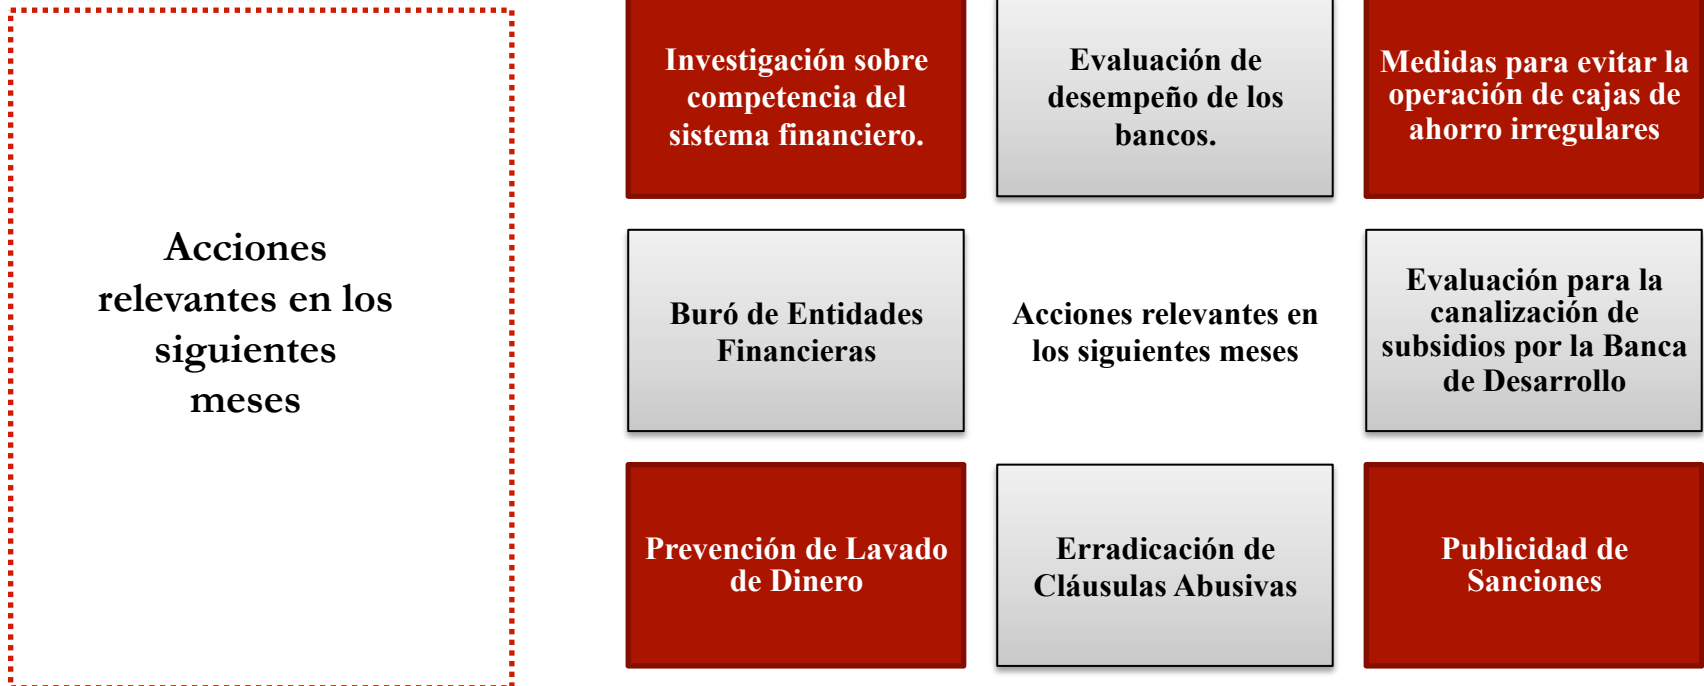 Acciones
relevantes en los
siguientes
meses
Investigación sobre
competencia del
sistema financiero.
Evaluación de
desempeño de los
bancos.
Medidas para evitar la
operación de cajas de
ahorro irregulares
Buró de Entidades
Financieras
Acciones relevantes en
los siguientes meses
Evaluación para la
canalización de
subsidios por la Banca
de Desarrollo
Prevención de Lavado
de Dinero
Erradicación de
Cláusulas Abusivas
Publicidad de
Sanciones